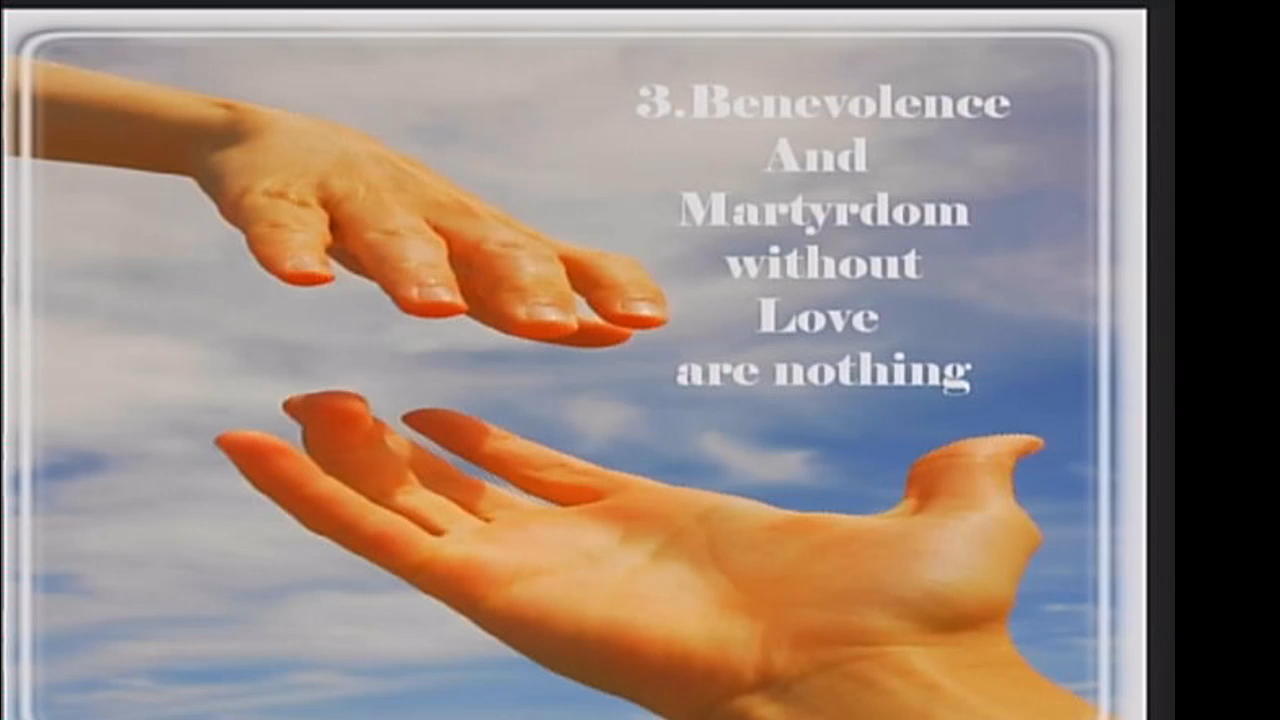 3.Benevolence
And
Martyrdom
without
Love
are nothing